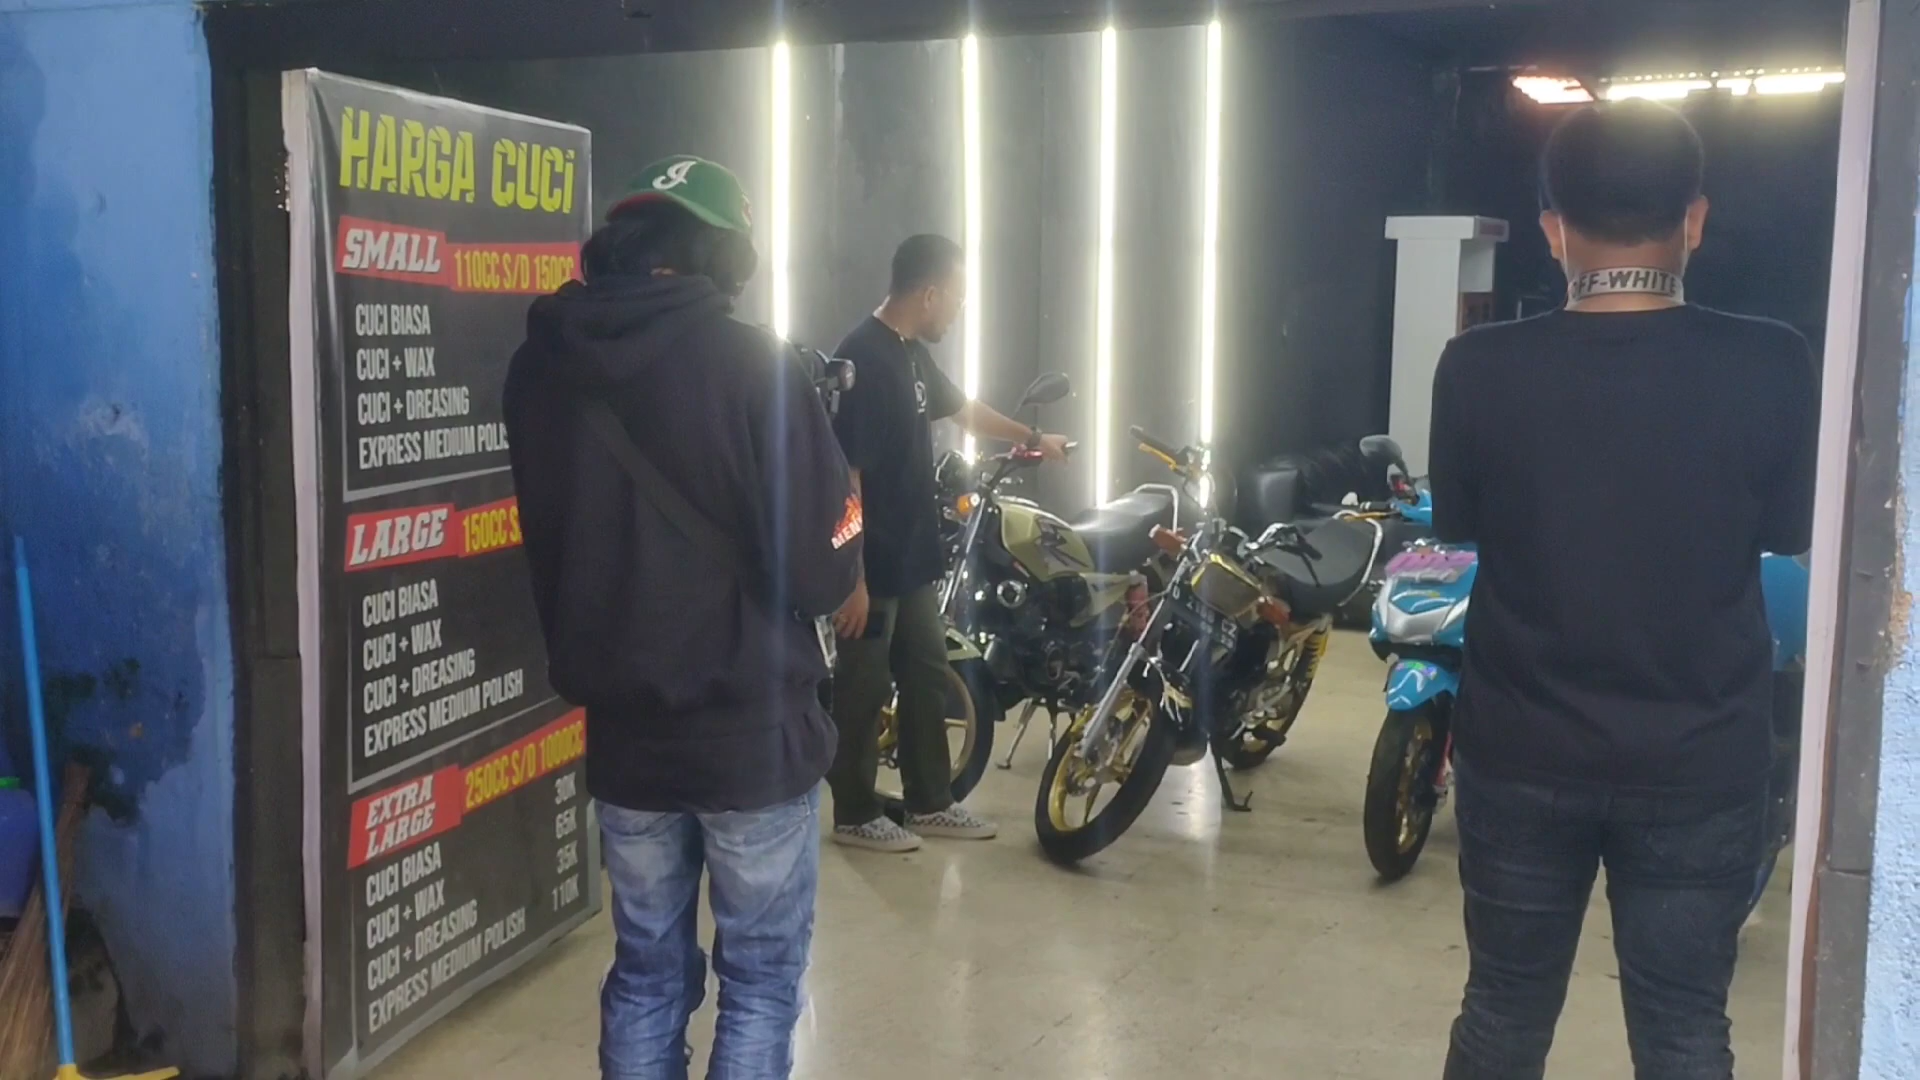 HARGA CUCI
SMALL 110CC S/D 150CC
CUCI BIASA
CUCI + WAX
CUCI + DREASING
EXPRESS MEDIUM
LARGE 150CC
CUCI BIASA
CUCI + WAX
CUCI + DREASING
EXPRESS MEDIUM POLISH
EXTRA LARGE 250CC S/D 1000CC
CUCI BIASA 30K
CUCI + WAX 65K
CUCI + DREASING 35K
EXPRESS MEDIUM POLISH 110K
OFF-WHITE